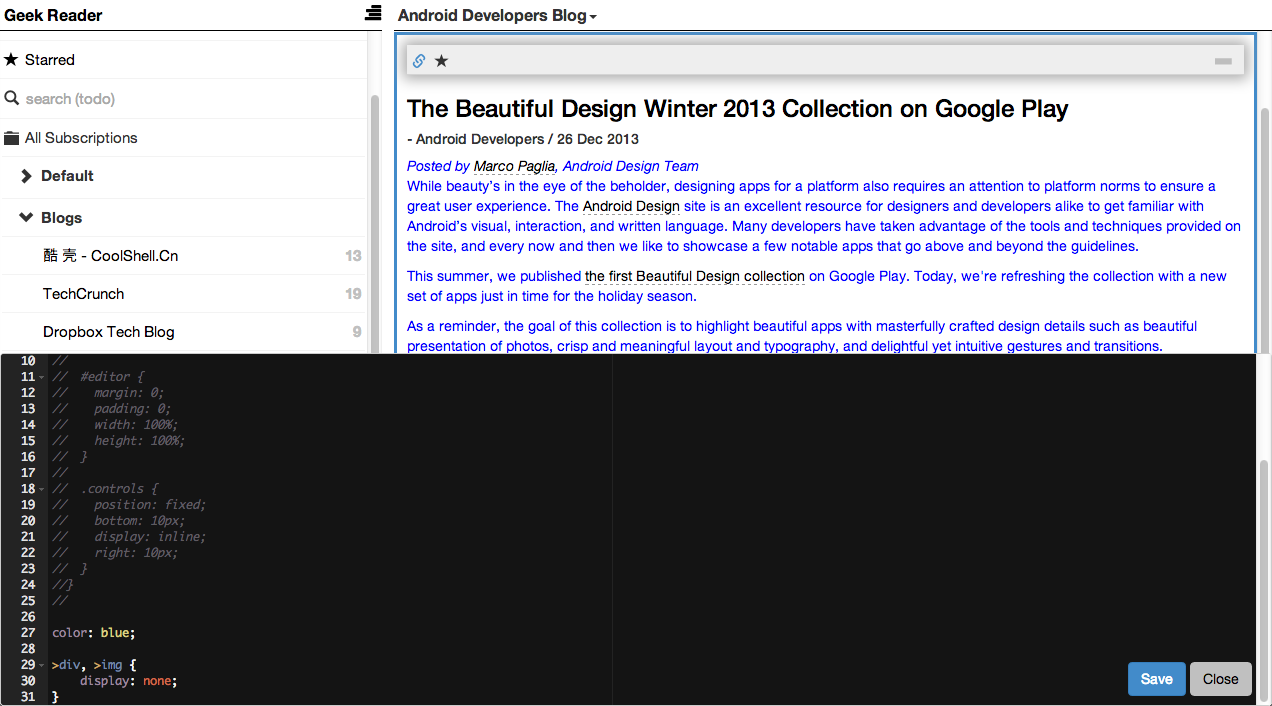 Geek Reader
Starred
search (todo)
All Subscriptions
Default
Blogs
酷 壳 - CoolShell.Cn 13
TechCrunch 19
Dropbox Tech Blog 9
Android Developers Blog
The Beautiful Design Winter 2013 Collection on Google Play
- Android Developers / 26 Dec 2013
Posted by Marco Paglia, Android Design Team
While beauty's in the eye of the beholder, designing apps for a platform also requires an attention to platform norms to ensure a
great user experience. The Android Design site is an excellent resource for designers and developers alike to get familiar with
Android's visual, interaction, and written language. Many developers have taken advantage of the tools and techniques provided on
the site, and every now and then we like to showcase a few notable apps that go above and beyond the guidelines.
This summer, we published the first Beautiful Design collection on Google Play. Today, we're refreshing the collection with a new
set of apps just in time for the holiday season.
As a reminder, the goal of this collection is to highlight beautiful apps with masterfully crafted design details such as beautiful
presentation of photos, crisp and meaningful layout and typography, and delightful yet intuitive gestures and transitions.
10 //
11 // #editor {
12 // margin: 0;
13 // padding: 0;
14 // width: 100%;
15 // height: 100%;
16 // }
17 //
18 // .controls {
19 // position: fixed;
20 // bottom: 10px;
21 // display: inline;
22 // right: 10px;
23 // }
24 //}
25 //
26
27 color: blue;
28
29 >div, >img {
30 display: none;
31 }
Save Close